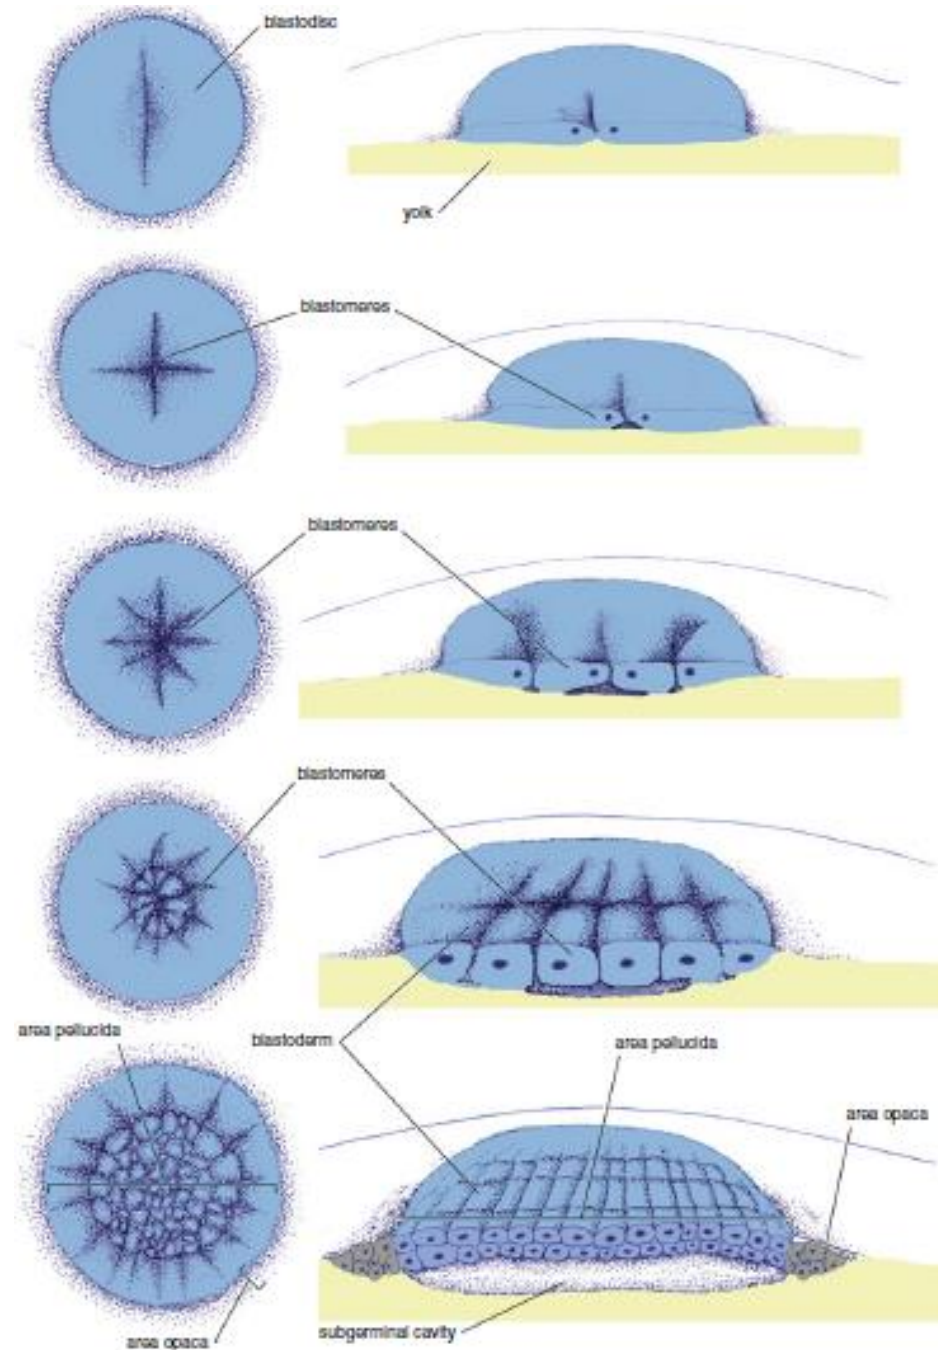 blastodisc
yolk
blastomeres
blastomeres
blastomeres
area pellucida
blastoderm
area pellucida
area opaca
subgerminal cavity
area opaca